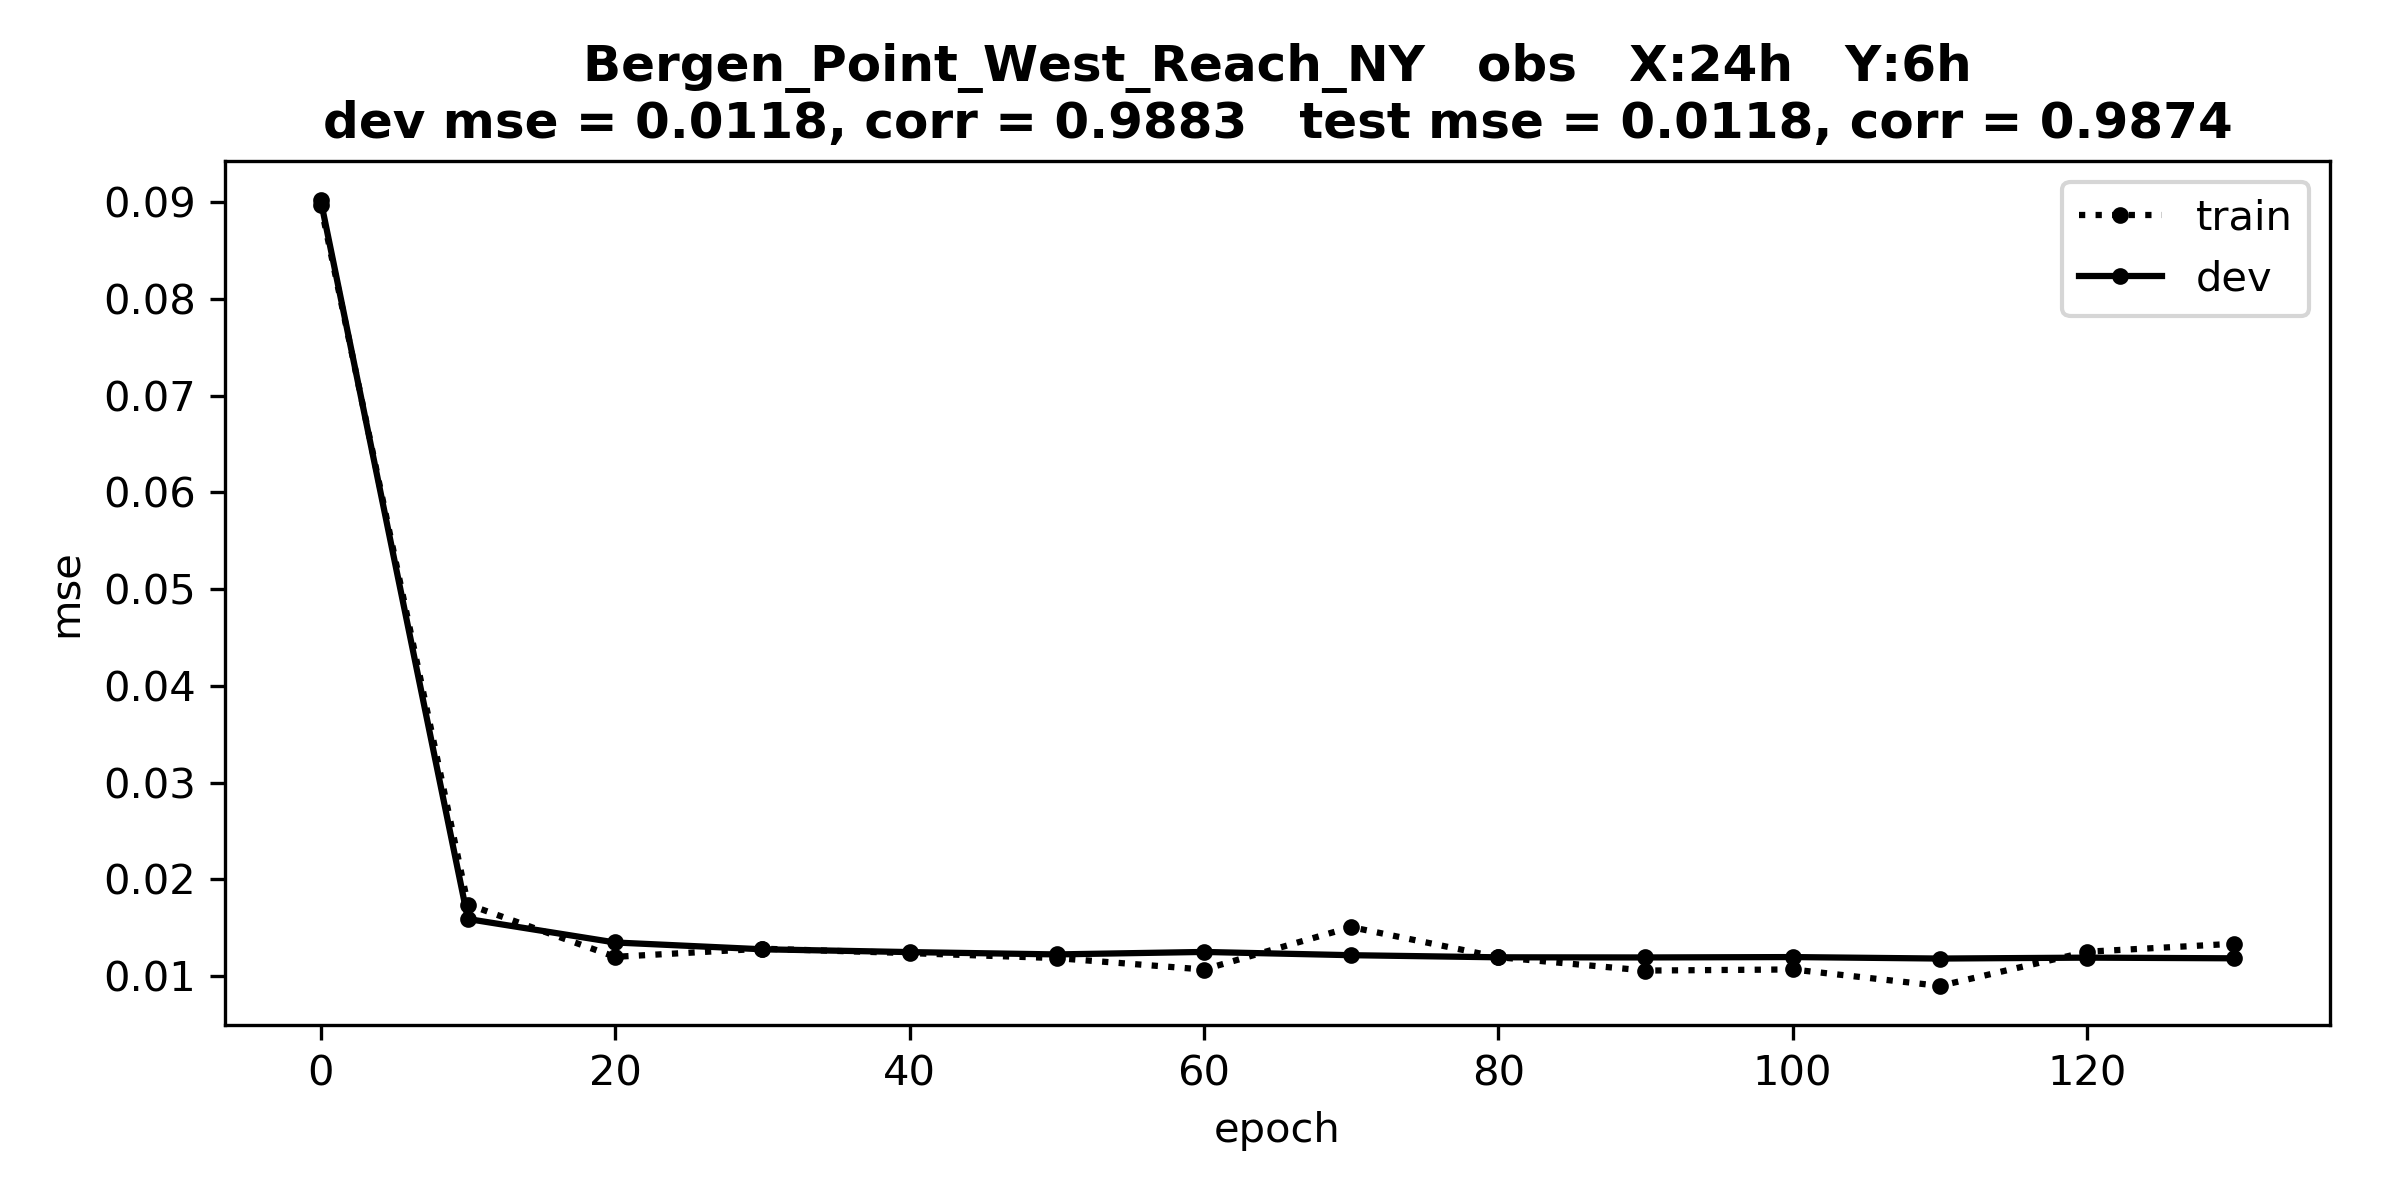 Bergen_Point_West_Reach_NY   obs   X:24h   Y:6h
dev mse = 0.0118, corr = 0.9883   test mse = 0.0118, corr = 0.9874
train
dev
0.09
0.08
0.07
0.06
0.05
0.04
0.03
0.02
0.01
mse
0 20 40 60 80 100 120
epoch